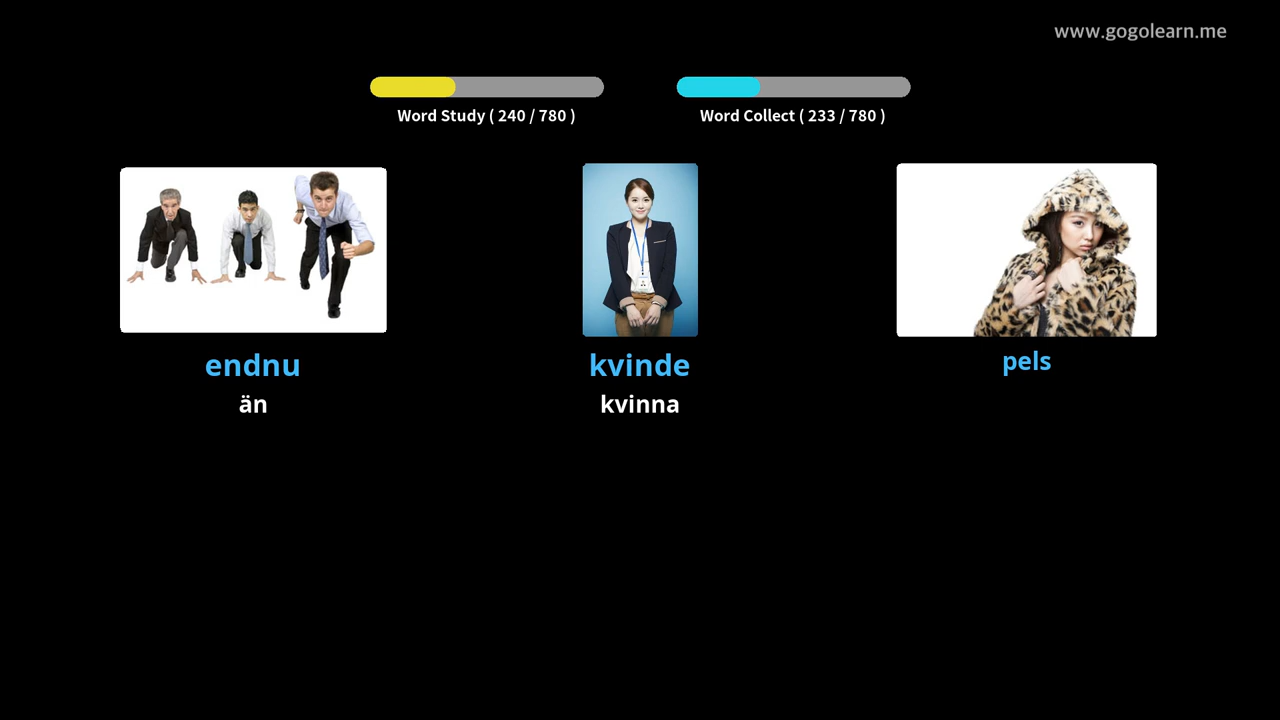 www.gogolearn.me
Word Study ( 240 / 780 )
Word Collect ( 233 / 780 )
endnu
kvinde
pels
än
kvinna